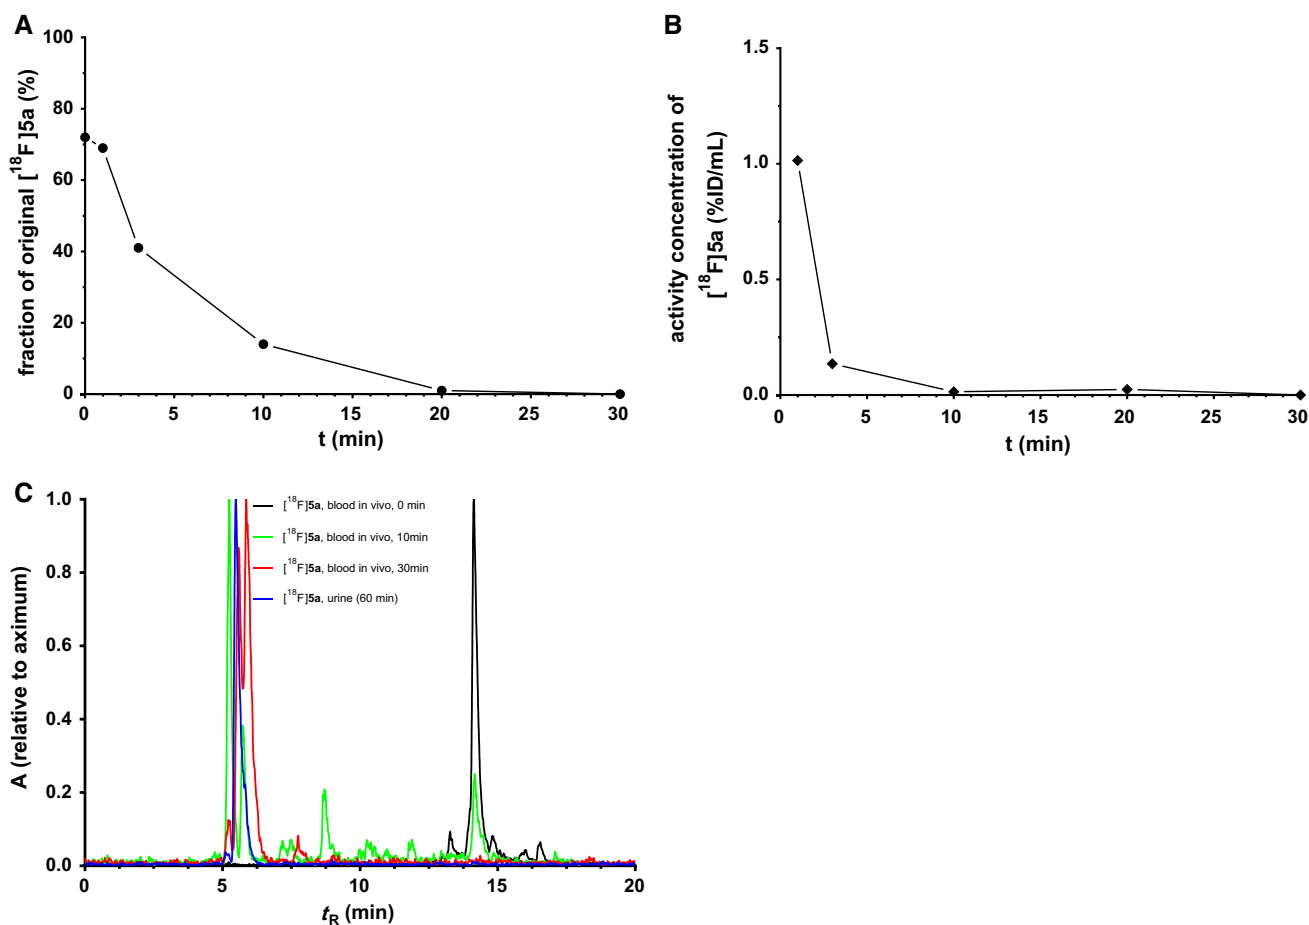 A
fraction of original [18F]5a (%)
100
80
60
40
20
0
0 5 10 15 20 25 30
t (min)
B
activity concentration of
[18F]5a (%ID/mL)
1.5
1.0
0.5
0.0
0 5 10 15 20 25 30
t (min)
C
A (relative to aximum)
1.0
0.8
0.6
0.4
0.2
0.0
[18F]5a, blood in vivo, 0 min
[18F]5a, blood in vivo, 10min
[18F]5a, blood in vivo, 30min
[18F]5a, urine (60 min)
0 5 10 15 20
tR (min)